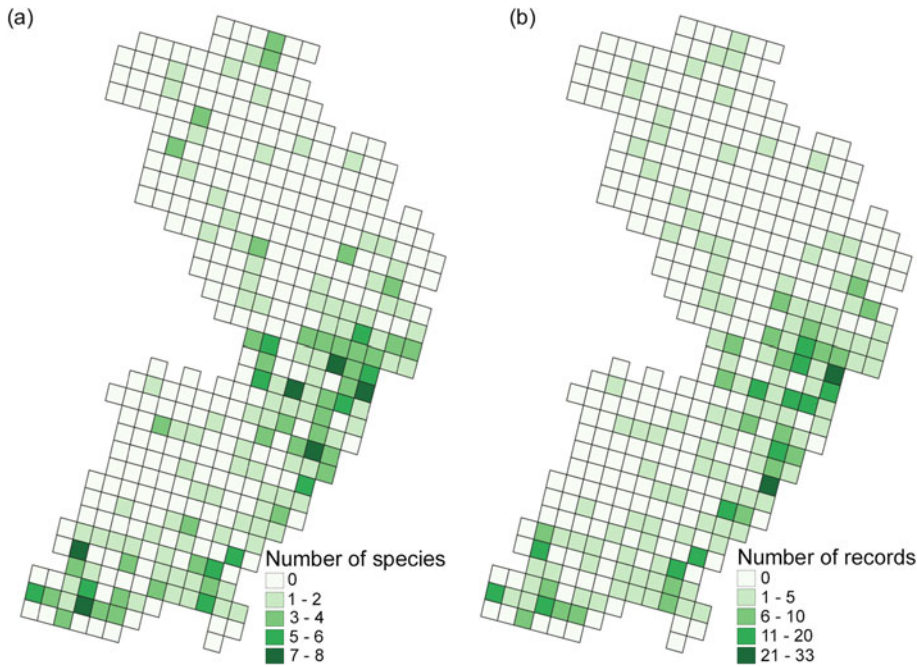 (a)
(b)
Number of species
0
1 - 2
3 - 4
5 - 6
7 - 8
Number of records
0
1 - 5
6 - 10
11 - 20
21 - 33